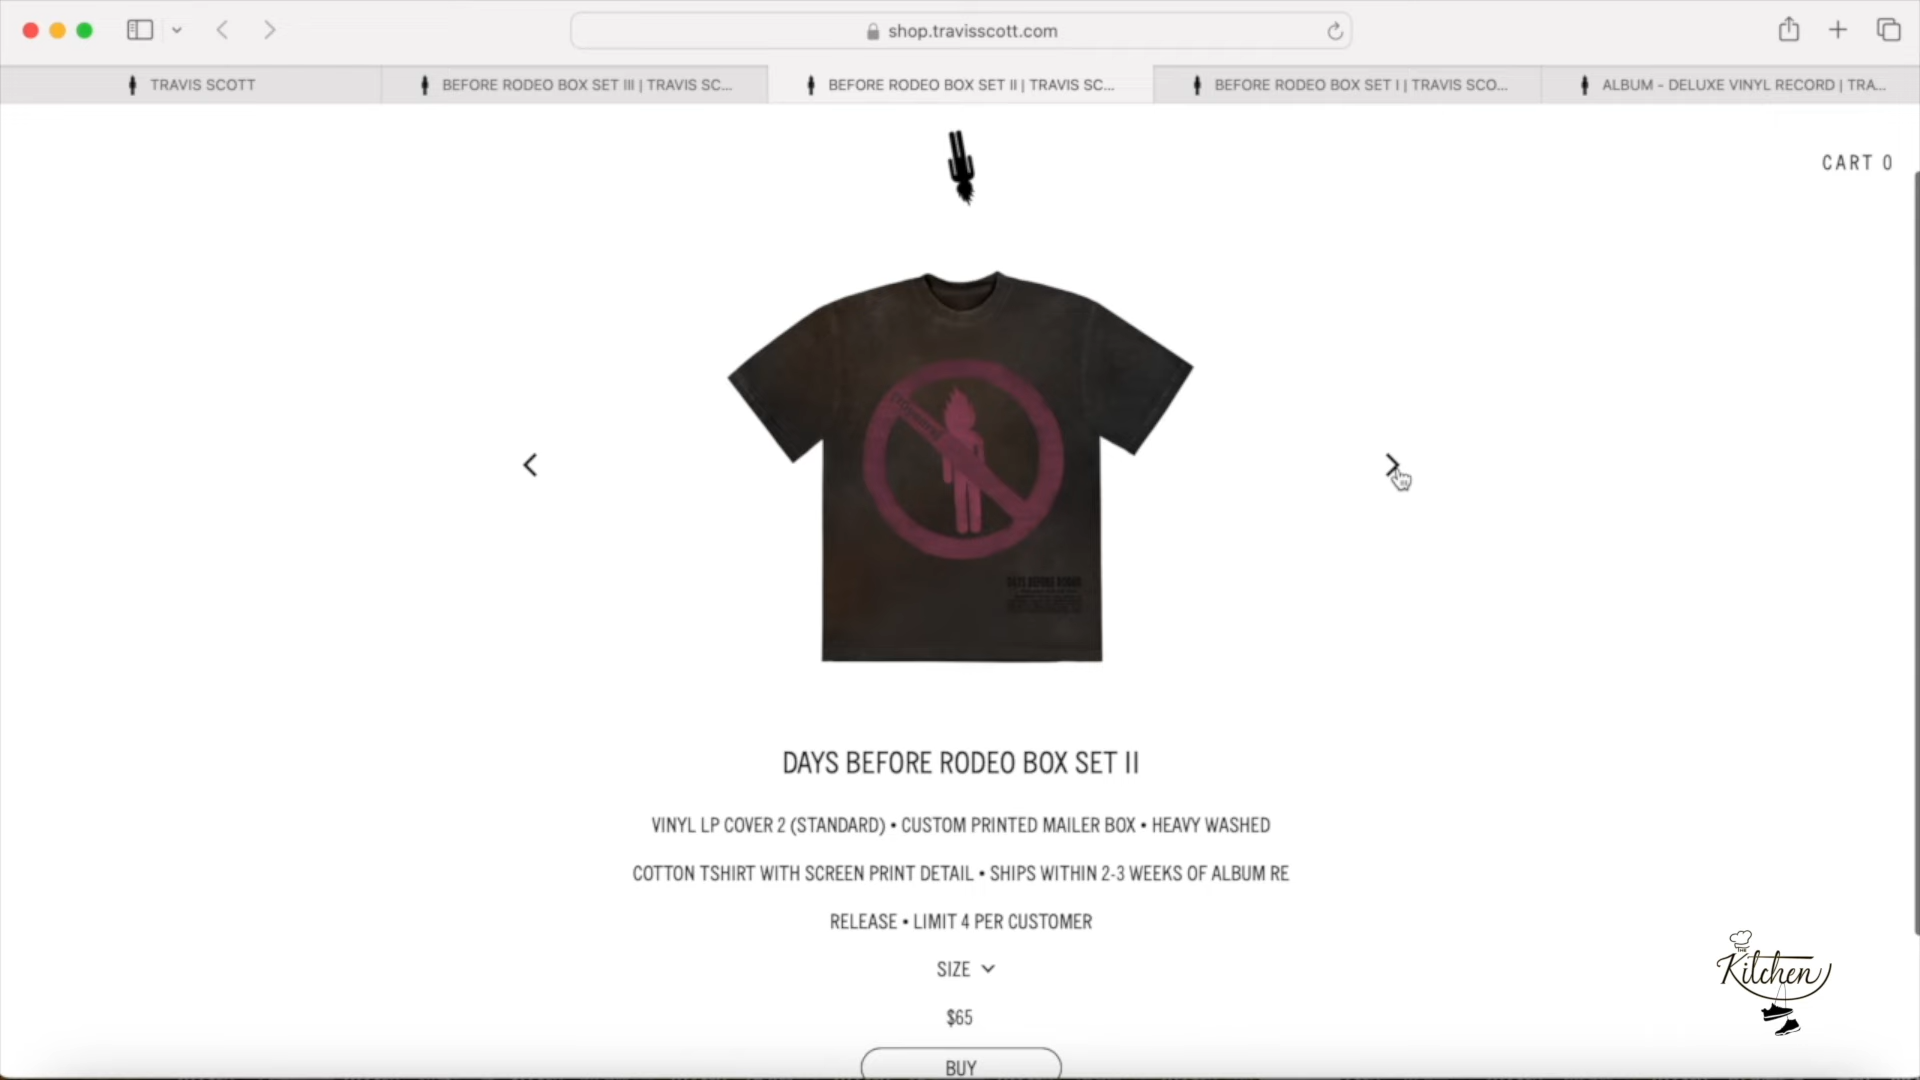 shop.travisscott.com
TRAVIS SCOTT
BEFORE RODEO BOX SET III | TRAVIS SC...
BEFORE RODEO BOX SET II | TRAVIS SC...
BEFORE RODEO BOX SET I | TRAVIS SCO...
ALBUM - DELUXE VINYL RECORD | TRA...
CART 0
DAYS BEFORE RODEO
DAYS BEFORE RODEO BOX SET II
VINYL LP COVER 2 (STANDARD) • CUSTOM PRINTED MAILER BOX • HEAVY WASHED
COTTON TSHIRT WITH SCREEN PRINT DETAIL • SHIPS WITHIN 2-3 WEEKS OF ALBUM RE
RELEASE • LIMIT 4 PER CUSTOMER
SIZE
$65
BUY
THE
Kitchen